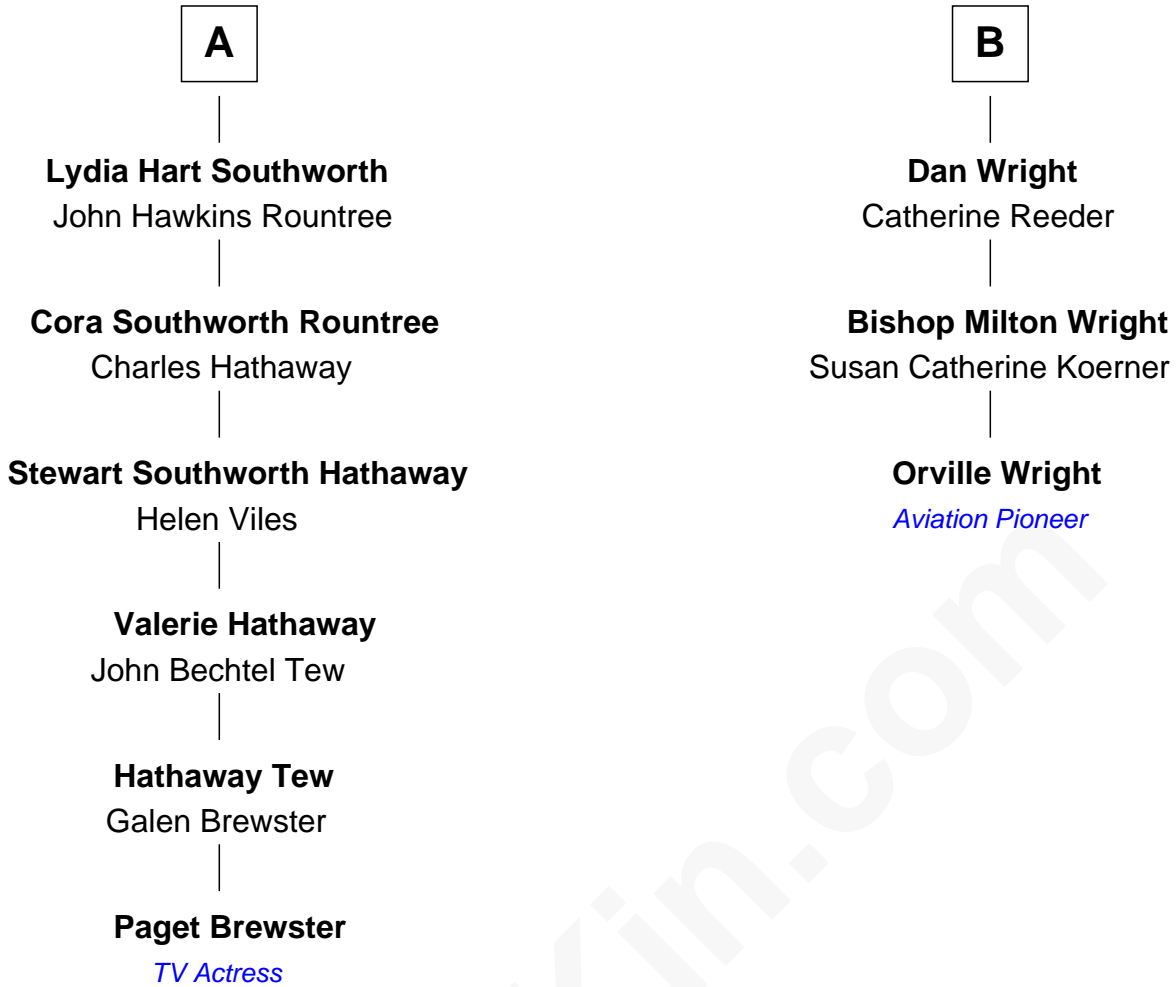 A
Lydia Hart Southworth
John Hawkins Rountree
Cora Southworth Rountree
Charles Hathaway
Stewart Southworth Hathaway
Helen Viles
Valerie Hathaway
John Bechtel Tew
Hathaway Tew
Galen Brewster
Paget Brewster
TV Actress
B
Dan Wright
Catherine Reeder
Bishop Milton Wright
Susan Catherine Koerner
Orville Wright
Aviation Pioneer
Kin.com